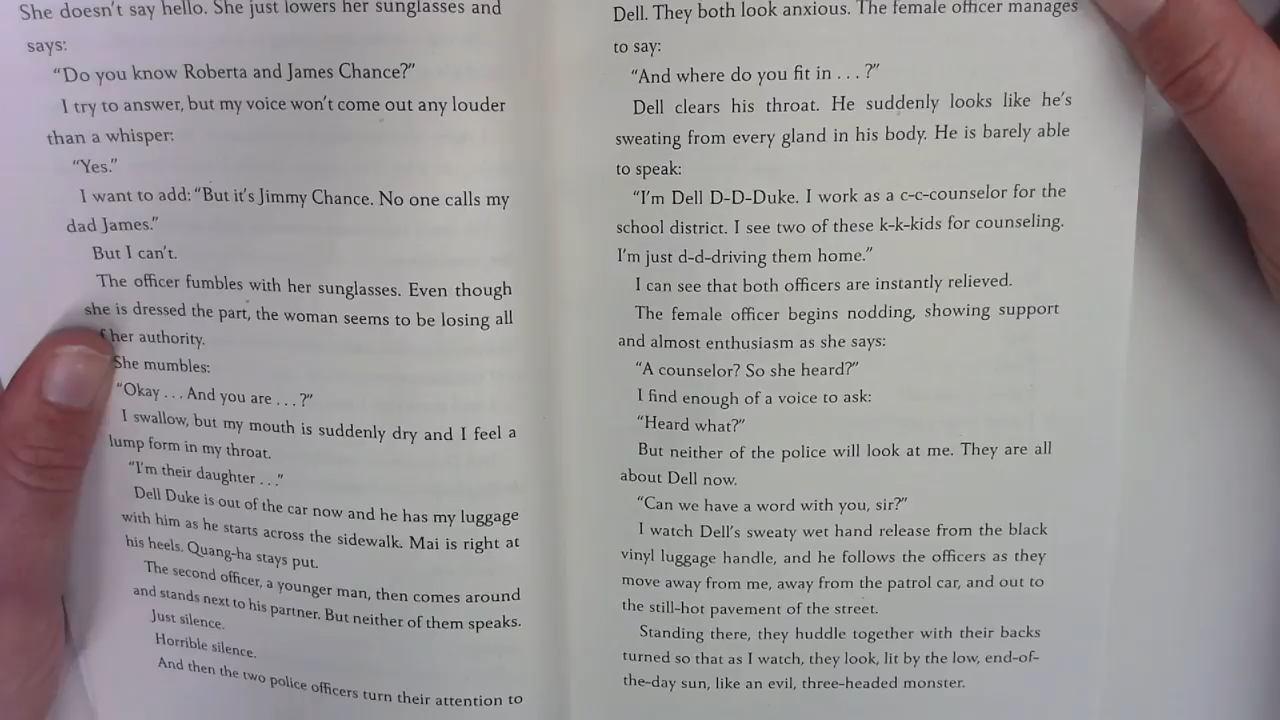 She doesn't say hello. She just lowers her sunglasses and
says:
"Do you know Roberta and James Chance?"
I try to answer, but my voice won't come out any louder
than a whisper:
"Yes."
I want to add: "But it's Jimmy Chance. No one calls my
dad James."
But I can't.
The officer fumbles with her sunglasses. Even though
she is dressed the part, the woman seems to be losing all
f her authority.
She mumbles:
"Okay . . . And you are . . . ?"
I swallow, but my mouth is suddenly dry and I feel a
lump form in my throat.
"I'm their daughter . . ."
Dell Duke is out of the car now and he has my luggage
with him as he starts across the sidewalk. Mai is right at
his heels. Quang-ha stays put.
The second officer, a younger man, then comes around
and stands next to his partner. But neither of them speaks.
Just silence.
Horrible silence.
And then the two police officers turn their attention to
Dell. They both look anxious. The female officer manages
to say:
"And where do you fit in . . . ?"
Dell clears his throat. He suddenly looks like he's
sweating from every gland in his body. He is barely able
to speak:
"I'm Dell D-D-Duke. I work as a c-c-counselor for the
school district. I see two of these k-k-kids for counseling.
I'm just d-d-driving them home."
I can see that both officers are instantly relieved.
The female officer begins nodding, showing support
and almost enthusiasm as she says:
"A counselor? So she heard?"
I find enough of a voice to ask:
"Heard what?"
But neither of the police will look at me. They are all
about Dell now.
"Can we have a word with you, sir?"
I watch Dell's sweaty wet hand release from the black
vinyl luggage handle, and he follows the officers as they
move away from me, away from the patrol car, and out to
the still-hot pavement of the street.
Standing there, they huddle together with their backs
turned so that as I watch, they look, lit by the low, end-of-
the-day sun, like an evil, three-headed monster.